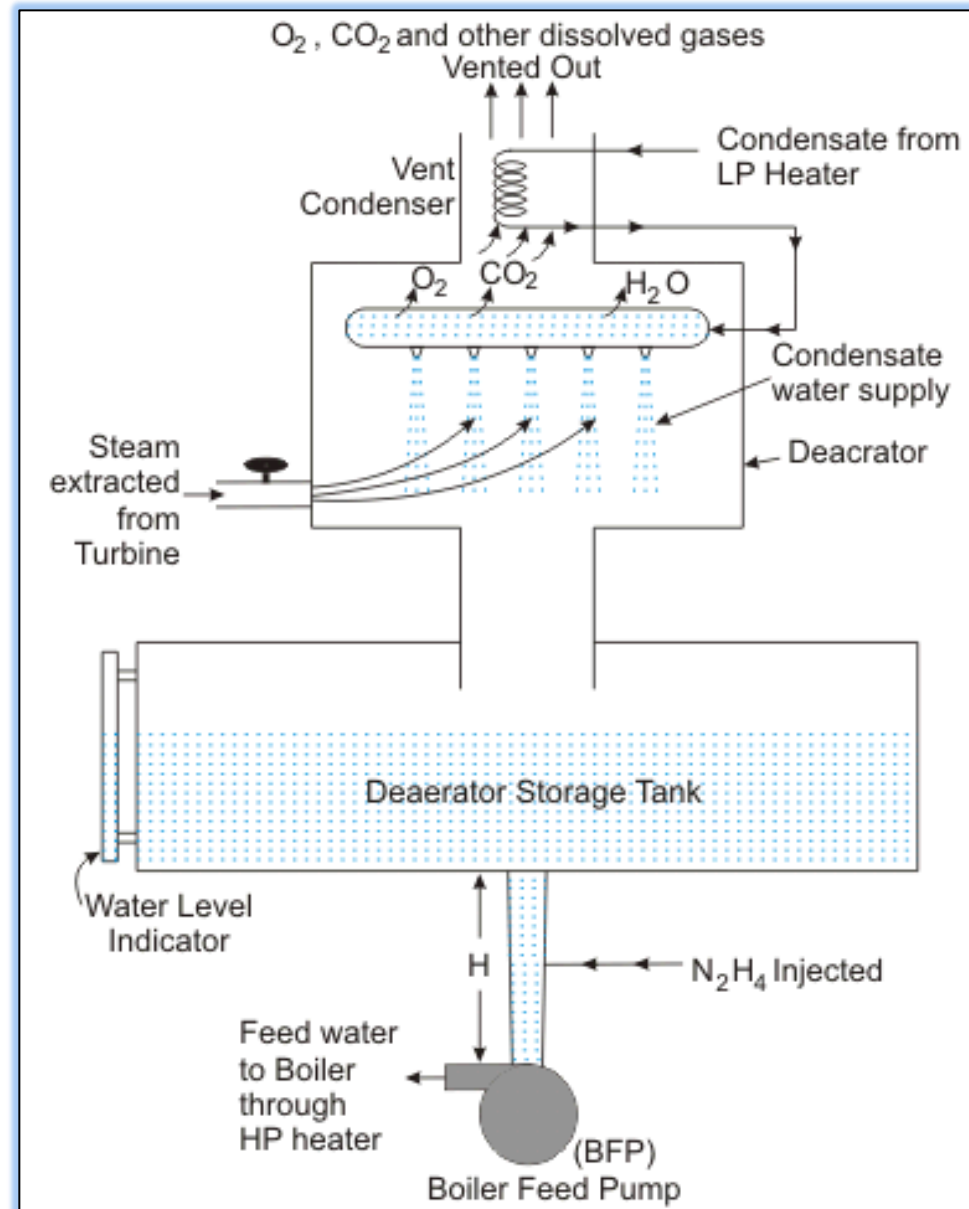 O₂ , CO₂ and other dissolved gases
Vented Out
Condensate from
LP Heater
Vent
Condenser
O₂
CO₂
H₂O
Condensate
water supply
Steam
extracted
from
Turbine
Deacrator
Deaerator Storage Tank
Water Level
Indicator
H
N₂H₄ Injected
Feed water
to Boiler
through
HP heater
(BFP)
Boiler Feed Pump